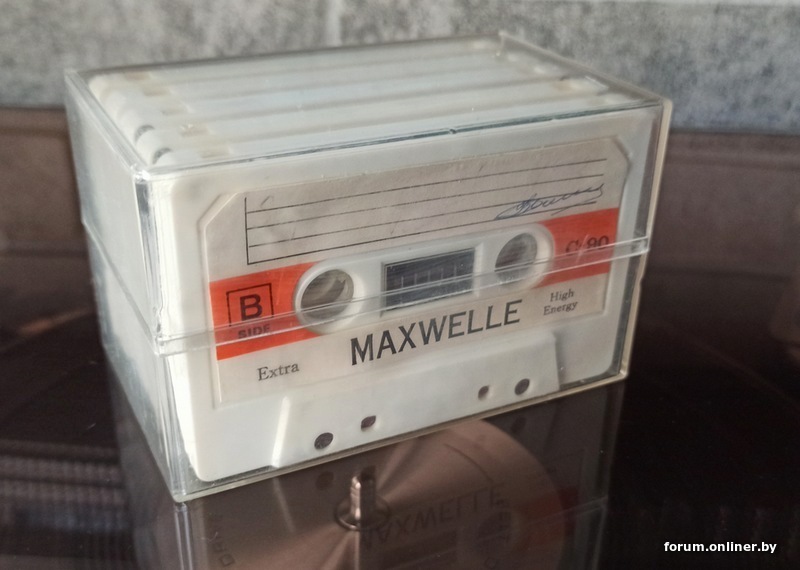 C-90
B
SIDE
MAXWELLE
High
Energy
Extra
forum.onliner.by